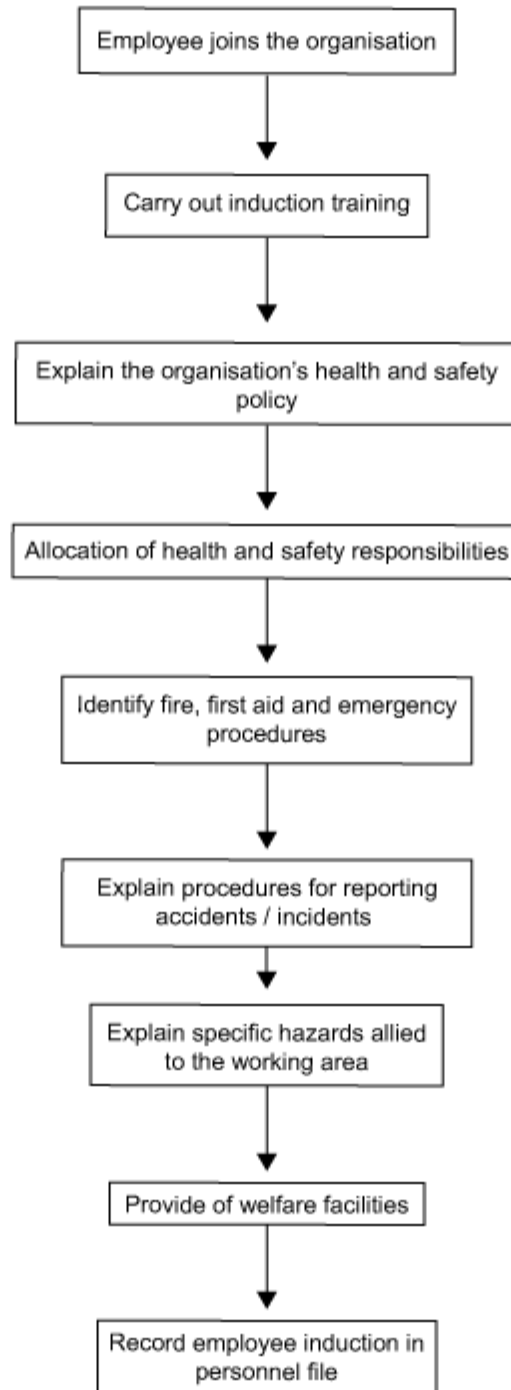 Employee joins the organisation
Carry out induction training
Explain the organisation's health and safety
policy
Allocation of health and safety responsibilities
Identify fire, first aid and emergency
procedures
Explain procedures for reporting
accidents / incidents
Explain specific hazards allied
to the working area
Provide of welfare facilities
Record employee induction in
personnel file